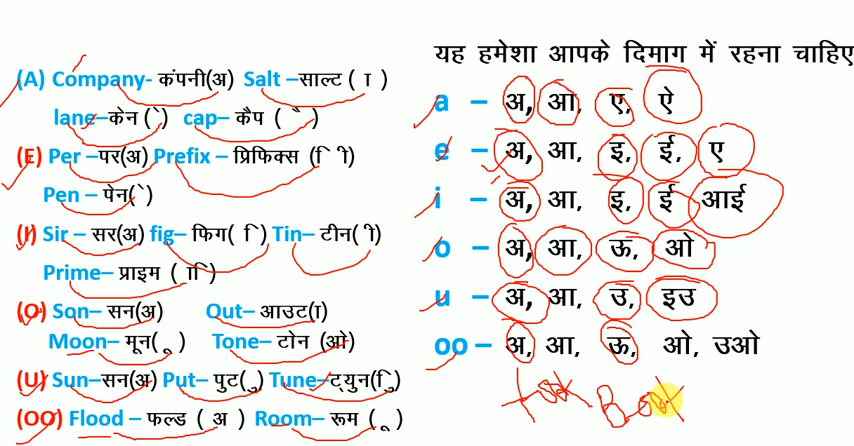 यह हमेशा आपके दिमाग में रहना चाहिए
(A) Company- कंपनी(अ) Salt –साल्ट ( ा )
lane–केन ( े) cap– कैप ( ै )
(E) Per –पर(अ) Prefix – प्रिफिक्स ( ि ी)
Pen – पेन( े)
(I) Sir – सर(अ) fig– फिग( ि) Tin– टीन( ी)
Prime– प्राइम ( ा ि )
(O) Son– सन(अ) Out– आउट(ा)
Moon– मून( ू ) Tone– टोन (ओ)
(U) Sun–सन(अ) Put– पुट( ु) Tune–ट्युन( ि ु)
(OO) Flood – फल्ड ( अ ) Room– रूम ( ू )
a – अ, आ, ए, ऐ
e – अ, आ, इ, ई, ए
i – अ, आ, इ, ई आई
o – अ, आ, ऊ, ओ
u – अ, आ, उ, इउ
oo – अ, आ, ऊ, ओ, उओ